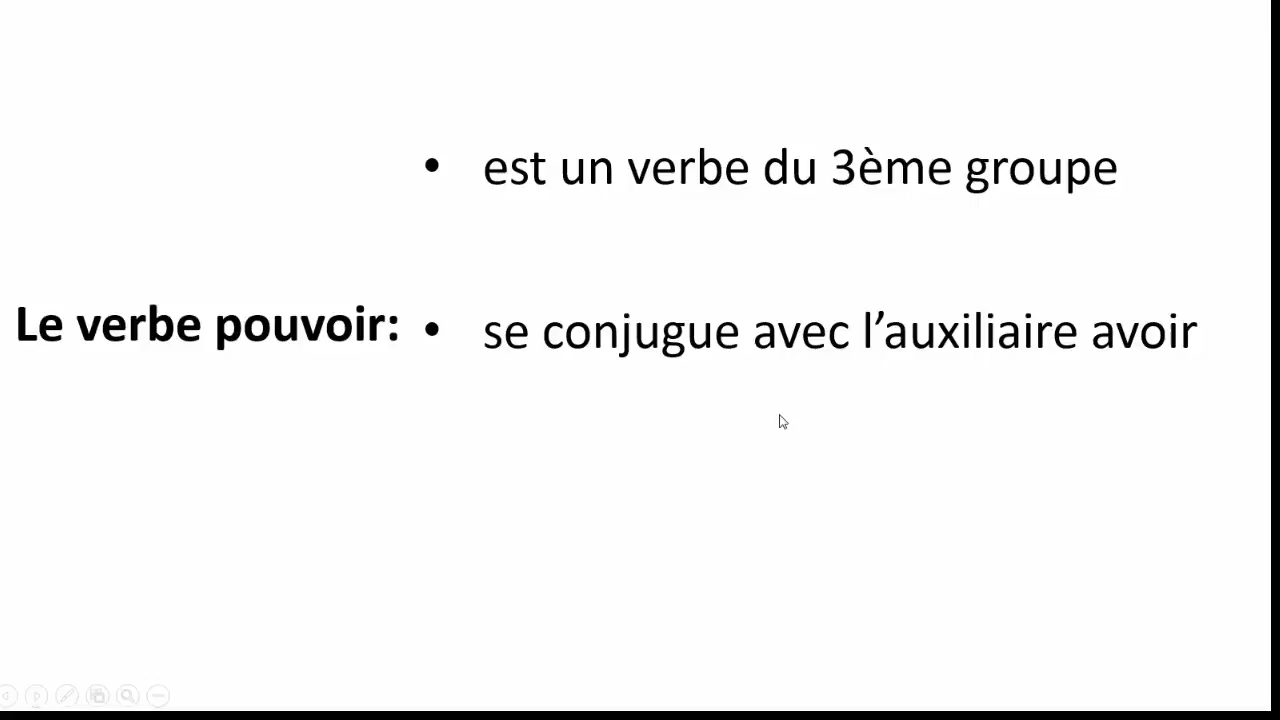 • est un verbe du 3ème groupe
Le verbe pouvoir: • se conjugue avec l’auxiliaire avoir